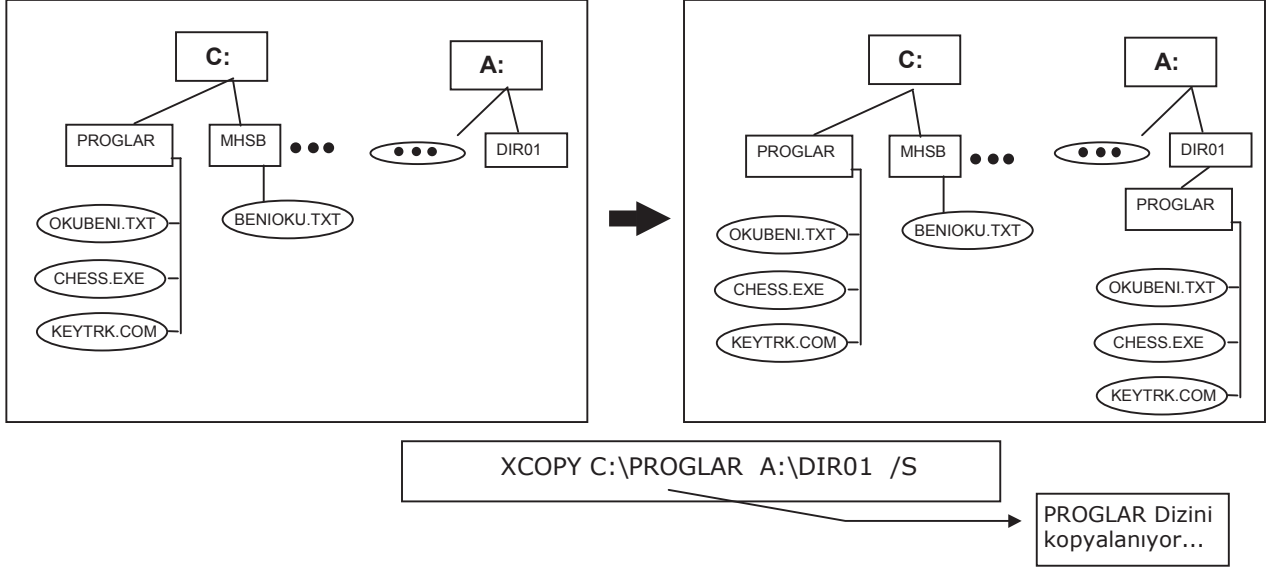 C:
A:
PROGLAR
MHSB
•••
•••
DIR01
OKUBENI.TXT
BENIOKU.TXT
CHESS.EXE
KEYTRK.COM
C:
A:
PROGLAR
MHSB
•••
•••
DIR01
PROGLAR
OKUBENI.TXT
BENIOKU.TXT
CHESS.EXE
KEYTRK.COM
OKUBENI.TXT
CHESS.EXE
KEYTRK.COM
XCOPY C:\PROGLAR A:\DIR01 /S
PROGLAR Dizini
kopyalanıyor...